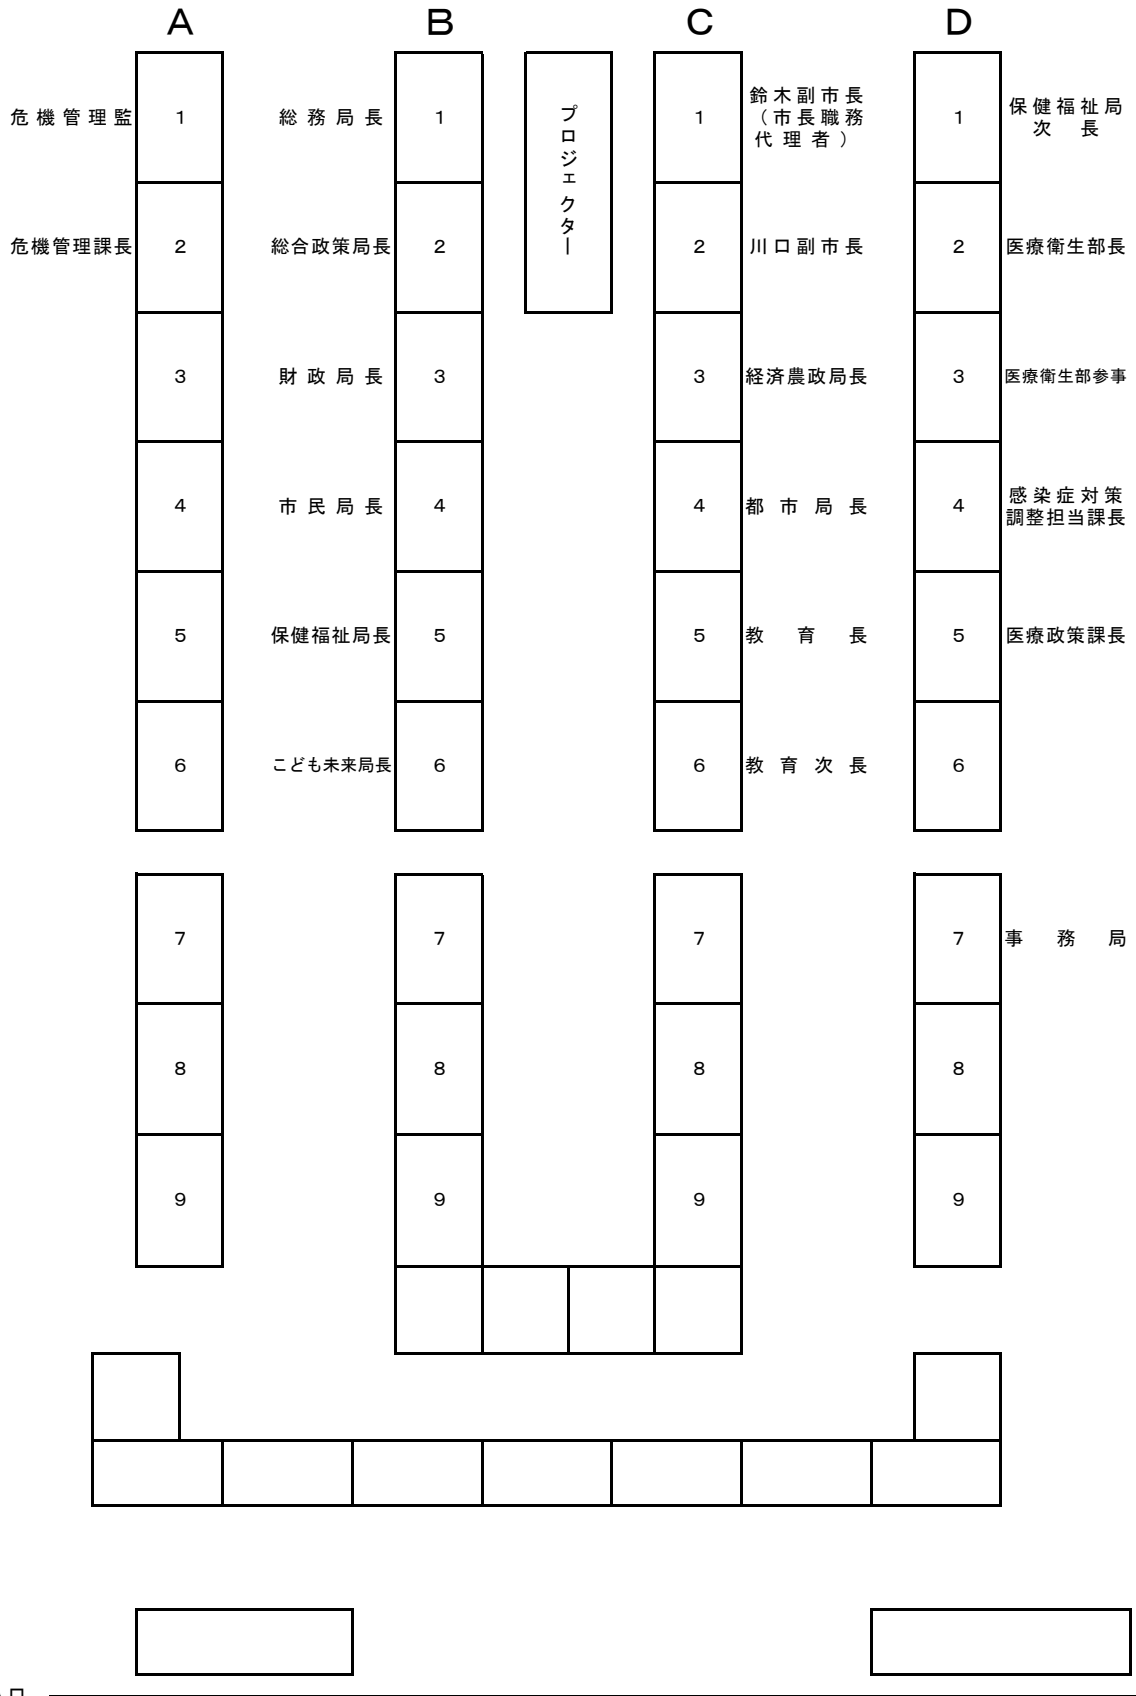 A B C D
危機管理監 1 総務局長 1 プロジェクター 1 鈴木副市長
（市長職務
代理者） 1 保健福祉局
次長
危機管理課長 2 総合政策局長 2 2 川口副市長 2 医療衛生部長
3 財政局長 3 3 経済農政局長 3 医療衛生部参事
4 市民局長 4 4 都市局長 4 感染症対策
調整担当課長
5 保健福祉局長 5 5 教育長 5 医療政策課長
6 こども未来局長 6 6 教育次長 6
7 7 7 7 事務局
8 8 8 8
9 9 9 9